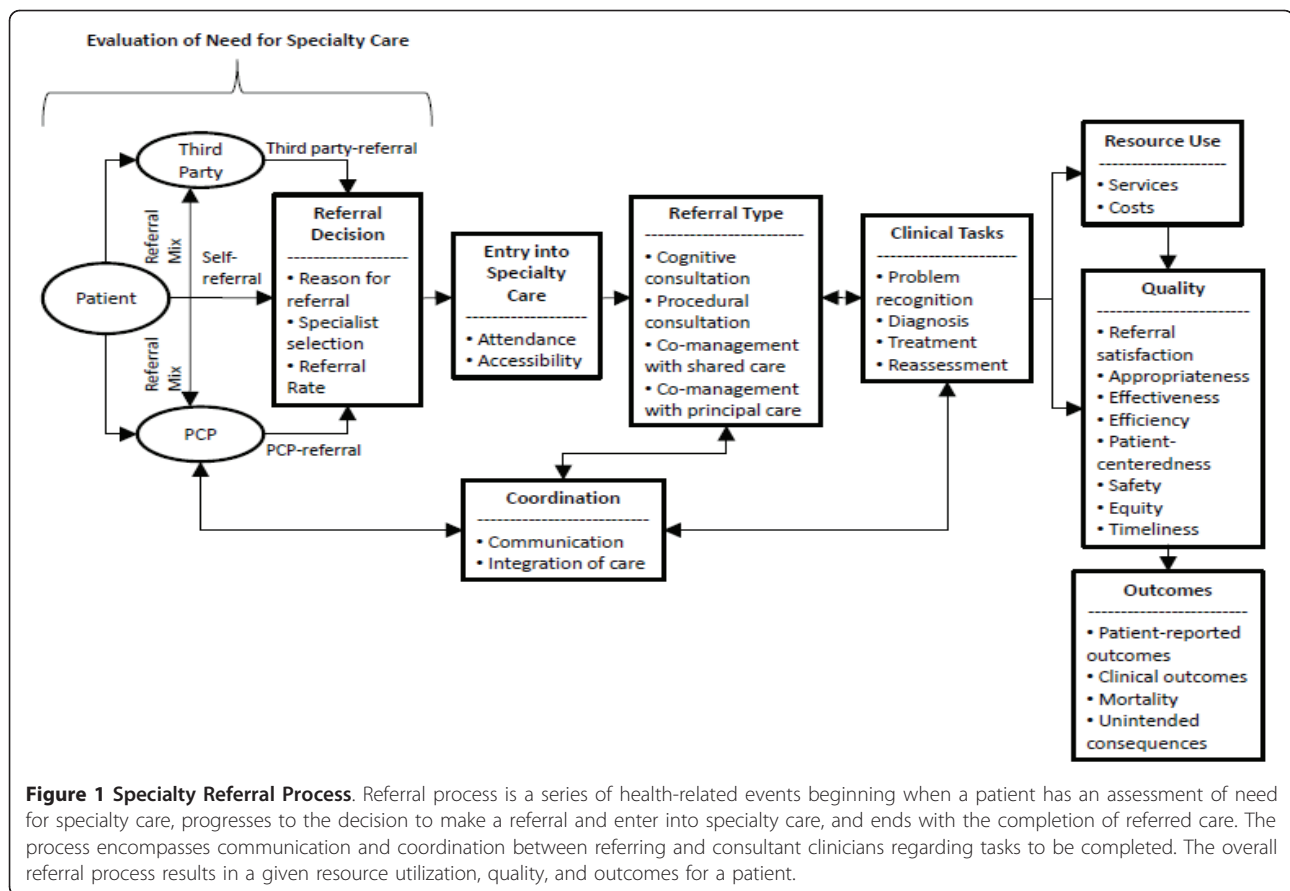 Evaluation of Need for Specialty Care
Third
Party
Third party-referral
Referral
Mix
Self-
referral
Patient
Referral
Mix
PCP
PCP-referral
Referral
Decision
• Reason for
referral
• Specialist
selection
• Referral
Rate
Entry into
Specialty
Care
• Attendance
• Accessibility
Referral Type
• Cognitive
consultation
• Procedural
consultation
• Co-management
with shared care
• Co-management
with principal care
Clinical Tasks
• Problem
recognition
• Diagnosis
• Treatment
• Reassessment
Coordination
• Communication
• Integration of care
Resource Use
• Services
• Costs
Quality
• Referral
satisfaction
• Appropriateness
• Effectiveness
• Efficiency
• Patient-
centeredness
• Safety
• Equity
• Timeliness
Outcomes
• Patient-reported
outcomes
• Clinical outcomes
• Mortality
• Unintended
consequences
Figure 1 Specialty Referral Process. Referral process is a series of health-related events beginning when a patient has an assessment of need
for specialty care, progresses to the decision to make a referral and enter into specialty care, and ends with the completion of referred care. The
process encompasses communication and coordination between referring and consultant clinicians regarding tasks to be completed. The overall
referral process results in a given resource utilization, quality, and outcomes for a patient.